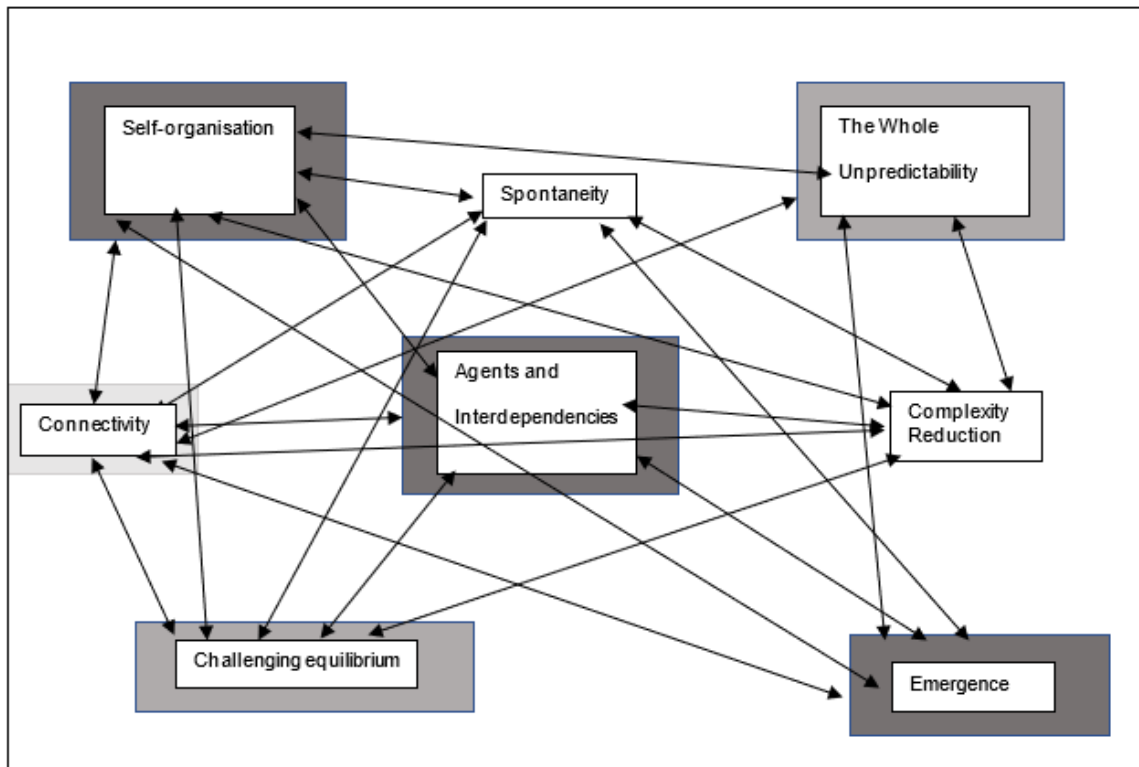 Self-organisation
The Whole
Unpredictability
Spontaneity
Agents and
Interdependencies
Connectivity
Complexity
Reduction
Challenging equilibrium
Emergence